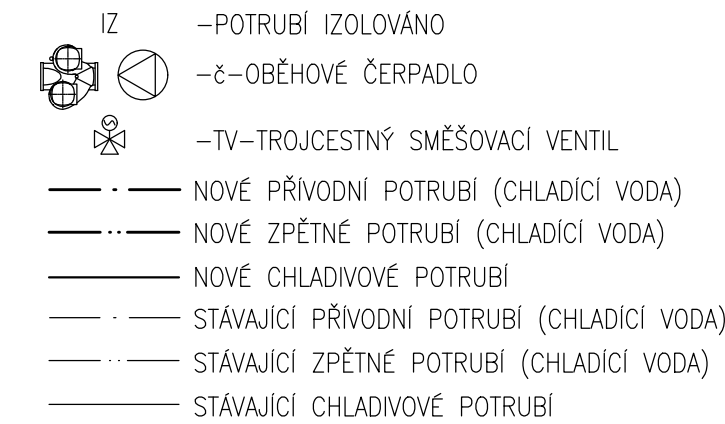 IZ –POTRUBÍ IZOLOVÁNO
–č–OBĚHOVÉ ČERPADLO
–TV–TROJCESTNÝ SMĚŠOVACÍ VENTIL
NOVÉ PŘÍVODNÍ POTRUBÍ (CHLADÍCÍ VODA)
NOVÉ ZPĚTNÉ POTRUBÍ (CHLADÍCÍ VODA)
NOVÉ CHLADIVOVÉ POTRUBÍ
STÁVAJÍCÍ PŘÍVODNÍ POTRUBÍ (CHLADÍCÍ VODA)
STÁVAJÍCÍ ZPĚTNÉ POTRUBÍ (CHLADÍCÍ VODA)
STÁVAJÍCÍ CHLADIVOVÉ POTRUBÍ